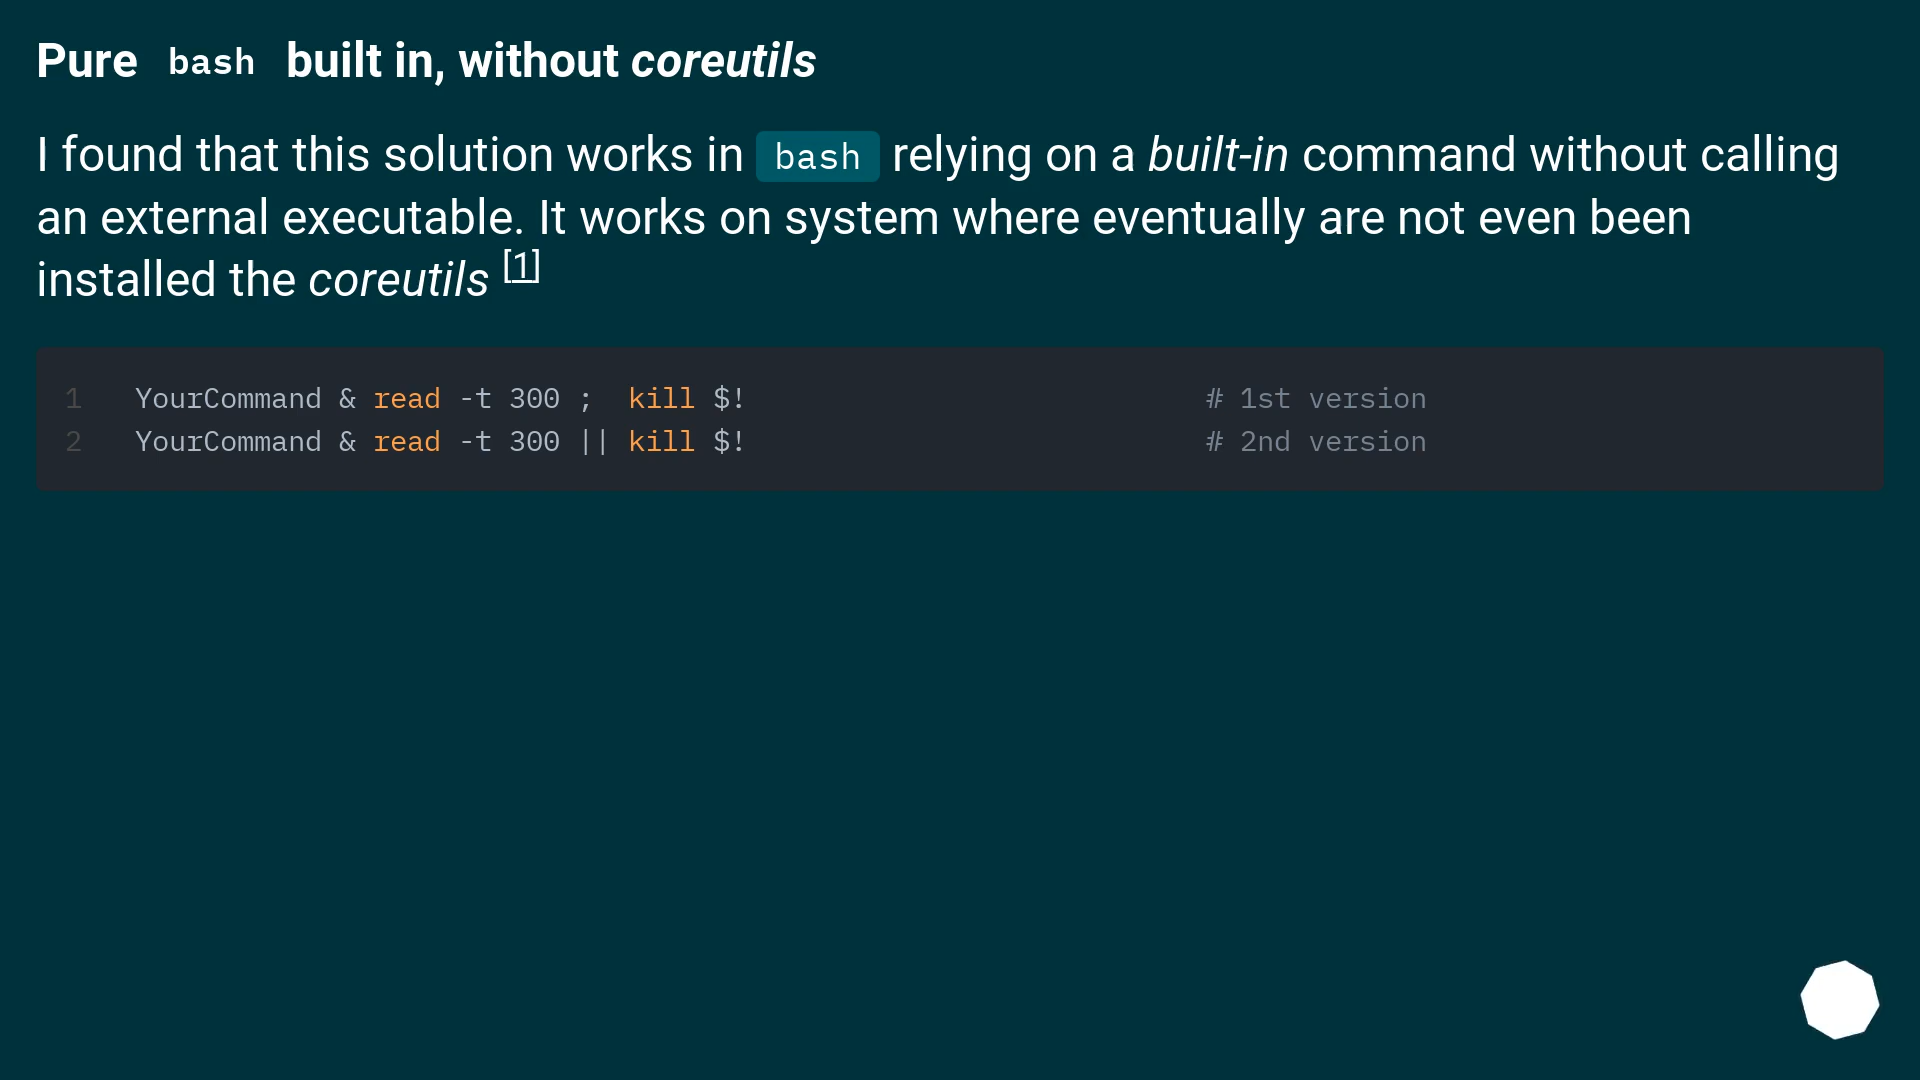 Pure bash built in, without coreutils
I found that this solution works in bash relying on a built-in command without calling
an external executable. It works on system where eventually are not even been
installed the coreutils [1]
1 YourCommand & read -t 300 ;  kill $! # 1st version
2 YourCommand & read -t 300 || kill $! # 2nd version